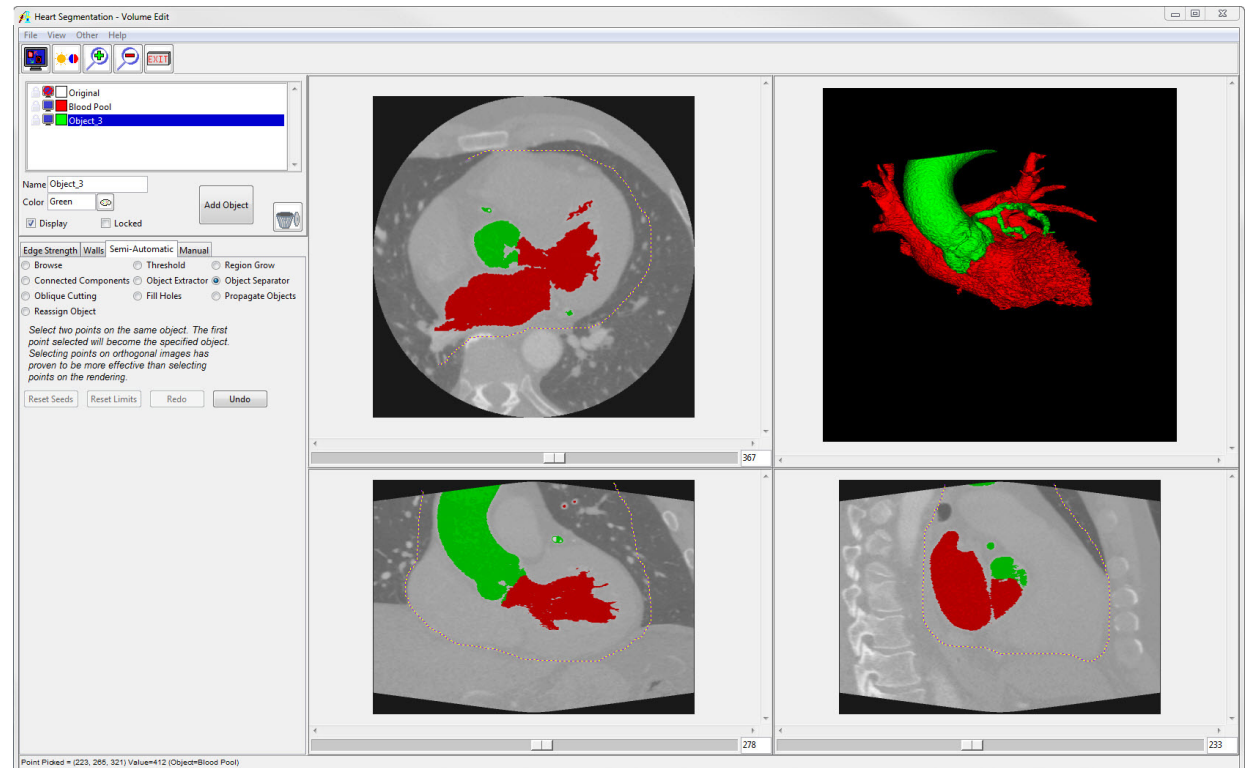 Heart Segmentation - Volume Edit
File View Other Help
EXIT
Original
Blood Pool
Object_3
Name Object_3
Color Green
Add Object
Display Locked
Edge Strength Walls Semi-Automatic Manual
Browse Threshold Region Grow
Connected Components Object Extractor Object Separator
Oblique Cutting Fill Holes Propagate Objects
Reassign Object
Select two points on the same object. The first
point selected will become the specified object.
Selecting points on orthogonal images has
proven to be more effective than selecting
points on the rendering.
Reset Seeds Reset Limits Redo Undo
367
278
233
Point Picked = (223, 265, 321) Value=412 (Object=Blood Pool)